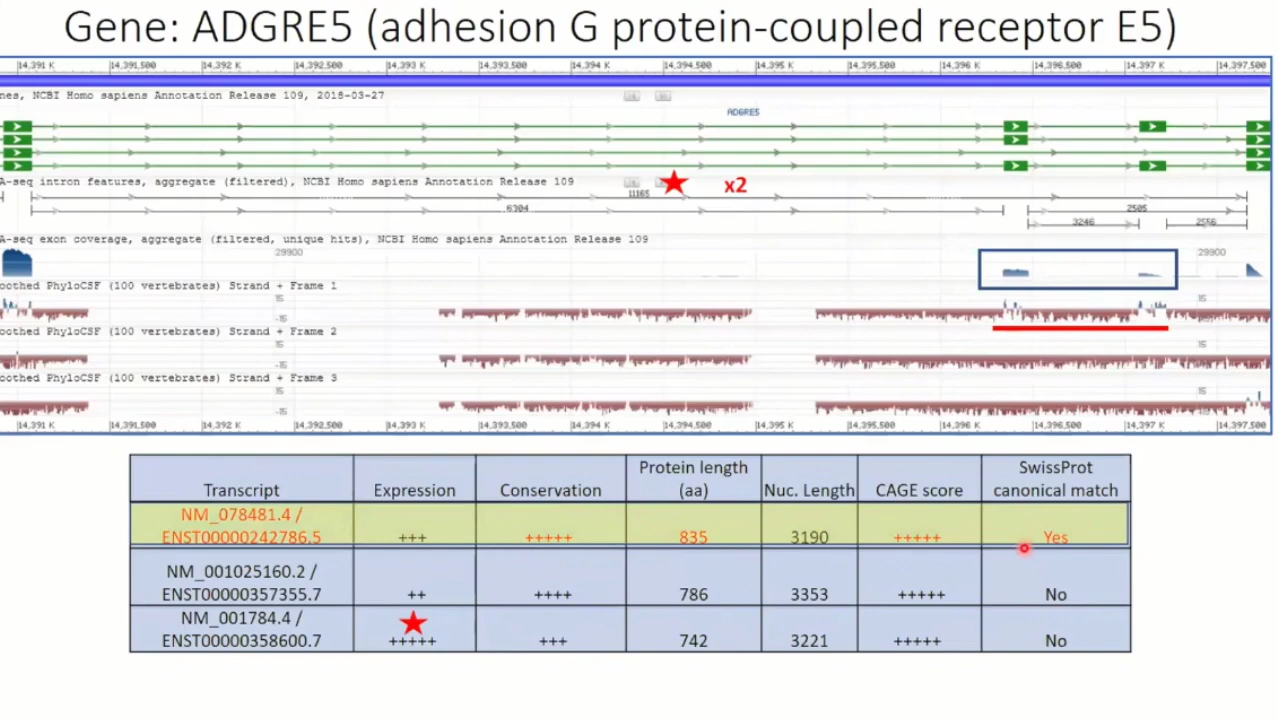 Gene: ADGRE5 (adhesion G protein-coupled receptor E5)
14,391 K 14,391,500 14,392 K 14,392,500 14,393 K 14,393,500 14,394 K 14,394,500 14,395 K 14,395,500 14,396 K 14,396,500 14,397 K 14,397,500
nes, NCBI Homo sapiens Annotation Release 109, 2018-03-27
ADGRE5
A-seq intron features, aggregate (filtered), NCBI Homo sapiens Annotation Release 109
x2
11165
6304 2505
3246 2556
A-seq exon coverage, aggregate (filtered, unique hits), NCBI Homo sapiens Annotation Release 109
29900 29900
oothed PhyloCSF (100 vertebrates) Strand + Frame 1
15 15
-15
oothed PhyloCSF (100 vertebrates) Strand + Frame 2
15 15
-15
oothed PhyloCSF (100 vertebrates) Strand + Frame 3
15 15
-15 -15
14,391 K 14,391,500 14,392 K 14,392,500 14,393 K 14,393,500 14,394 K 14,394,500 14,395 K 14,395,500 14,396 K 14,396,500 14,397 K 14,397,500
Transcript Expression Conservation Protein length (aa) Nuc. Length CAGE score SwissProt canonical match
NM_078481.4 /
ENST00000242786.5 +++ +++++ 835 3190 +++++ Yes
NM_001025160.2 /
ENST00000357355.7 ++ ++++ 786 3353 +++++ No
NM_001784.4 /
ENST00000358600.7 +++++ +++ 742 3221 +++++ No